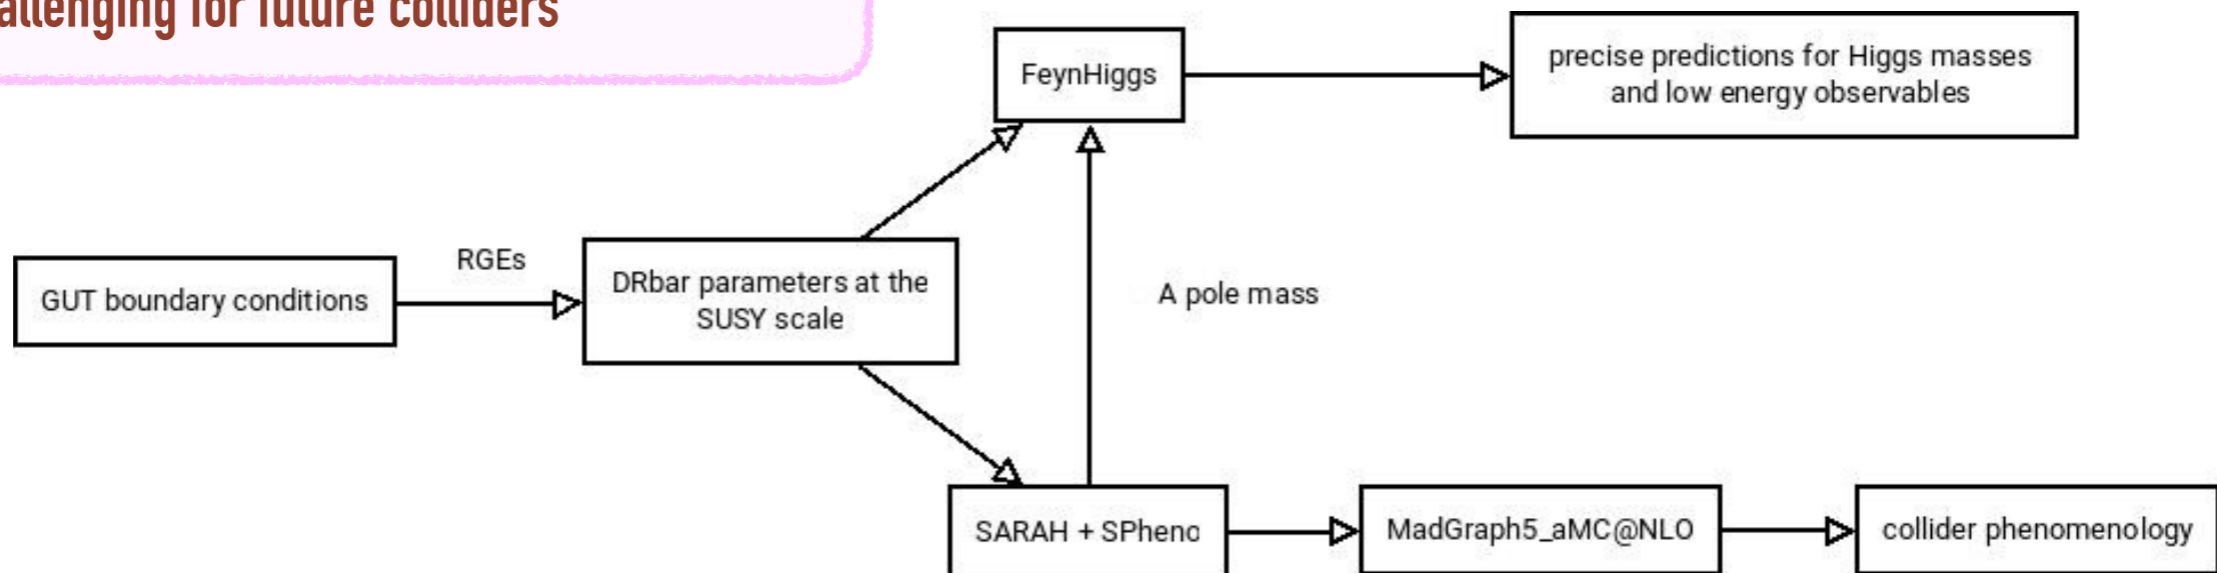 for future colliders
FeynHiggs
precise predictions for Higgs masses
and low energy observables
RGEs
GUT boundary conditions
DRbar parameters at the
SUSY scale
A pole mass
SARAH + SPheno
MadGraph5_aMC@NLO
collider phenomenology